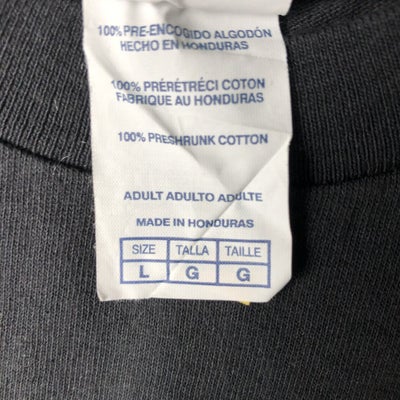 100% PRE-ENCOGIDO ALGODÓN
HECHO EN HONDURAS
100% PRÉRÉTRÉCI COTON
FABRIQUE AU HONDURAS
100% PRESHRUNK COTTON
ADULT ADULTO ADULTE
MADE IN HONDURAS
SIZE TALLA TAILLE
L G G